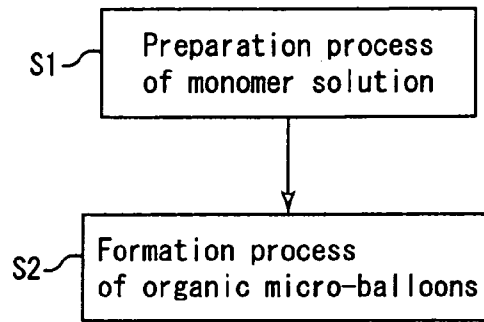 S1
Preparation process
of monomer solution
S2
Formation process
of organic micro-balloons